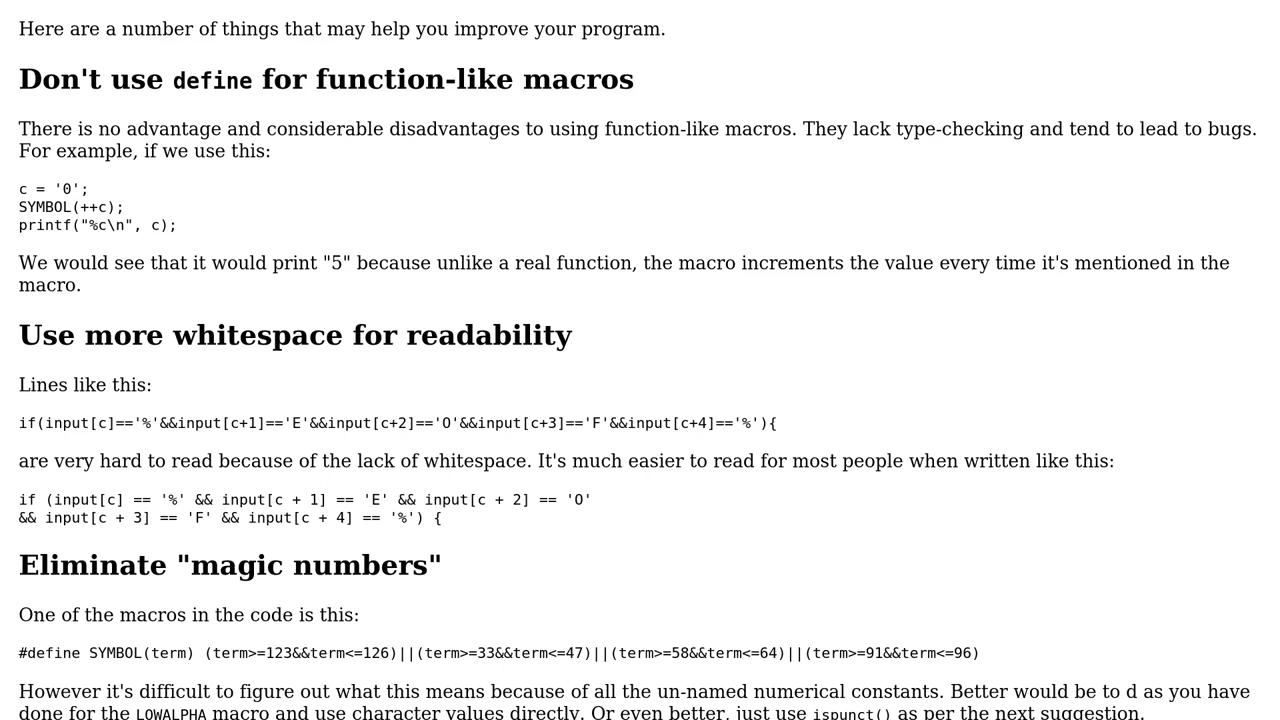 Here are a number of things that may help you improve your program.
Don't use define for function-like macros
There is no advantage and considerable disadvantages to using function-like macros. They lack type-checking and tend to lead to bugs.
For example, if we use this:
c = '0';
SYMBOL(++c);
printf("%c\n", c);
We would see that it would print "5" because unlike a real function, the macro increments the value every time it's mentioned in the
macro.
Use more whitespace for readability
Lines like this:
if(input[c]=='%'&&input[c+1]=='E'&&input[c+2]=='O'&&input[c+3]=='F'&&input[c+4]=='%'){
are very hard to read because of the lack of whitespace. It's much easier to read for most people when written like this:
if (input[c] == '%' && input[c + 1] == 'E' && input[c + 2] == 'O'
&& input[c + 3] == 'F' && input[c + 4] == '%') {
Eliminate "magic numbers"
One of the macros in the code is this:
#define SYMBOL(term) (term>=123&&term<=126)||(term>=33&&term<=47)||(term>=58&&term<=64)||(term>=91&&term<=96)
However it's difficult to figure out what this means because of all the un-named numerical constants. Better would be to d as you have
done for the LOWALPHA macro and use character values directly. Or even better, just use ispunct() as per the next suggestion.